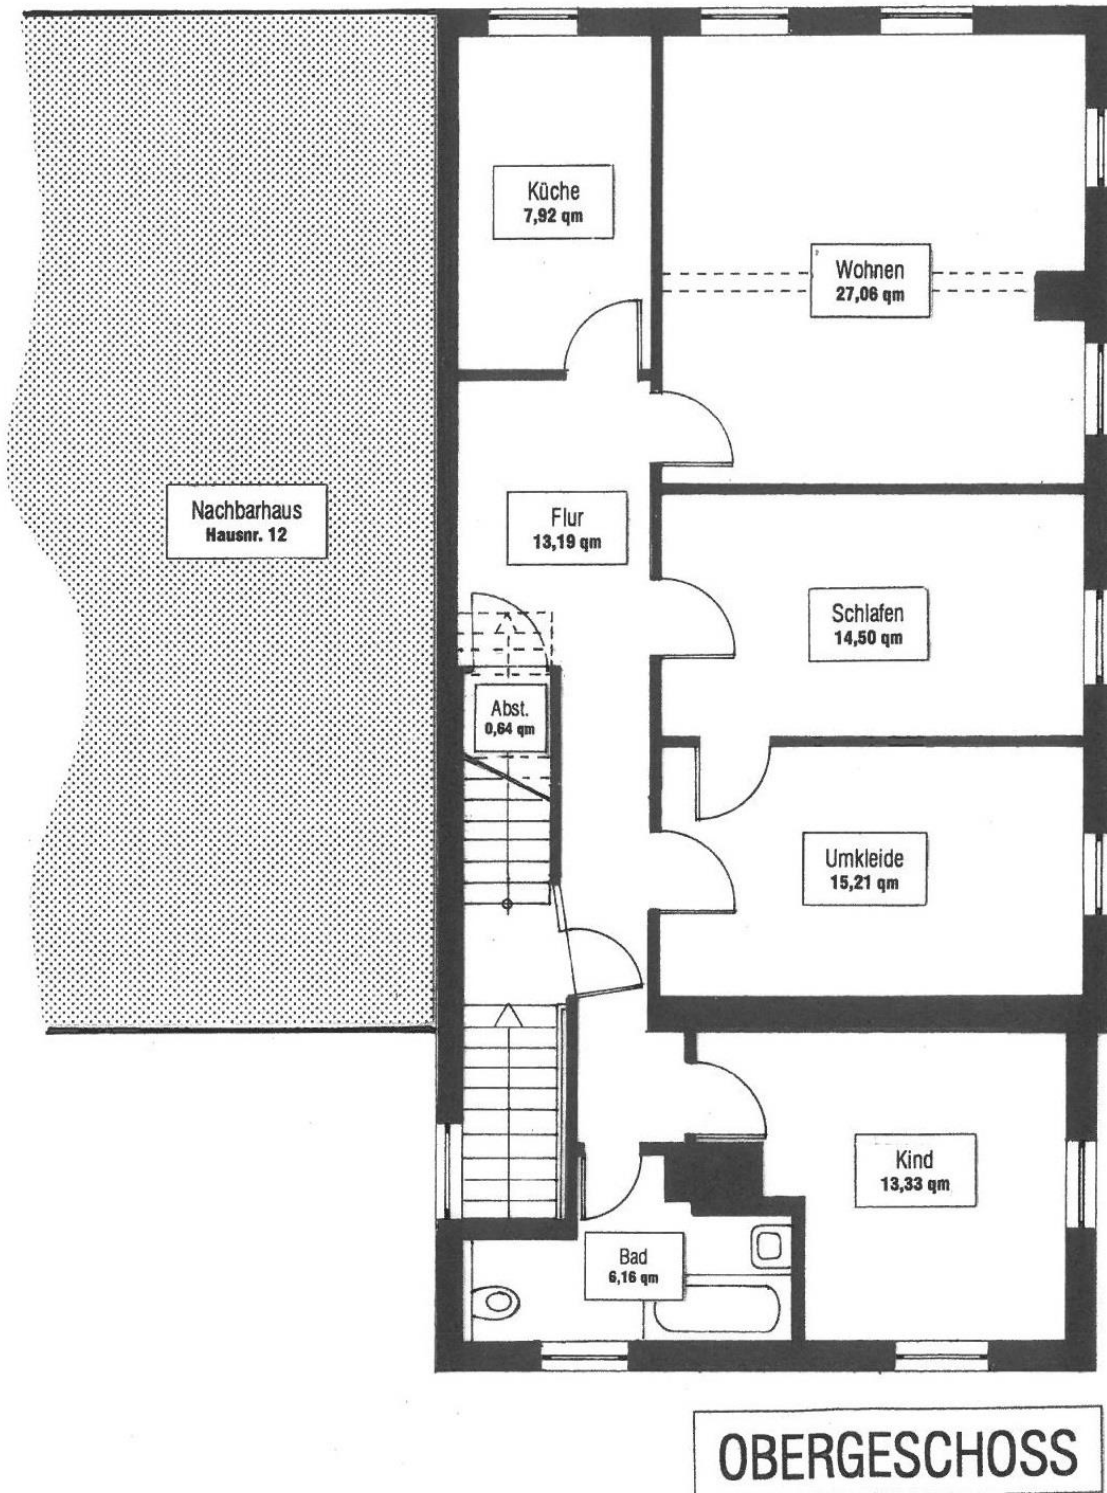 Küche
7,92 qm
Wohnen
27,06 qm
Nachbarhaus
Hausnr. 12
Flur
13,19 qm
Schlafen
14,50 qm
Abst.
0,64 qm
Umkleide
15,21 qm
Kind
13,33 qm
Bad
6,16 qm
OBERGESCHOSS